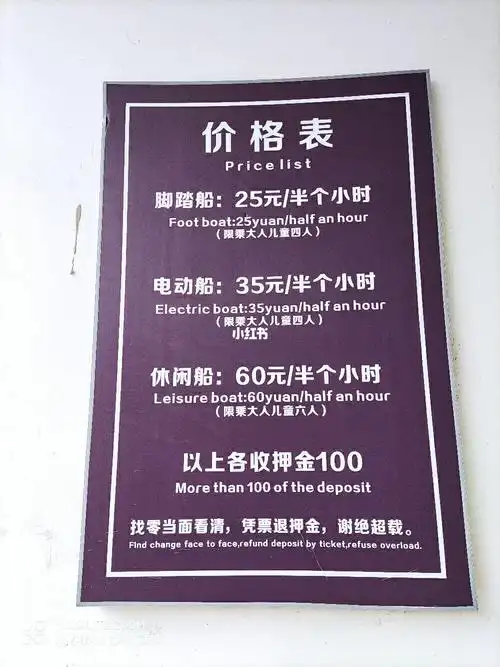 价格表
Price list
脚踏船：25元/半个小时
Foot boat:25yuan/half an hour
（限乘大人儿童四人）
电动船：35元/半个小时
Electric boat:35yuan/half an hour
（限乘大人儿童四人）
小红书
休闲船：60元/半个小时
Leisure boat:60yuan/half an hour
（限乘大人儿童六人）
以上各收押金100
More than 100 of the deposit
找零当面看清，凭票退押金，谢绝超载。
Find change face to face,refund deposit by ticket,refuse overload.